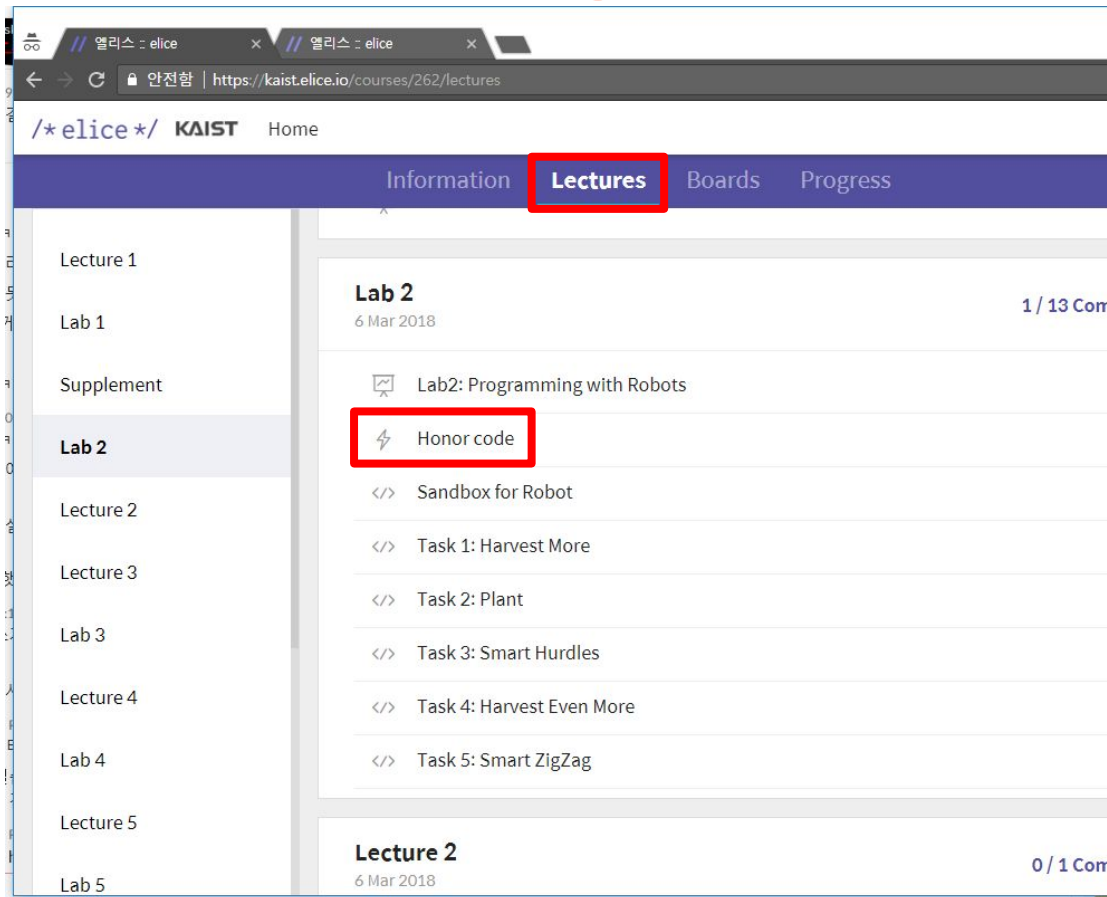 // 엘리스 :: elice × // 엘리스 :: elice ×
안전함 | https://kaist.elice.io/courses/262/lectures
/* elice */ KAIST Home
Information Lectures Boards Progress
Lecture 1
Lab 1
Supplement
Lab 2
Lecture 2
Lecture 3
Lab 3
Lecture 4
Lab 4
Lecture 5
Lab 5
Lab 2
6 Mar 2018
1 / 13 Com
Lab2: Programming with Robots
Honor code
</> Sandbox for Robot
</> Task 1: Harvest More
</> Task 2: Plant
</> Task 3: Smart Hurdles
</> Task 4: Harvest Even More
</> Task 5: Smart ZigZag
Lecture 2
6 Mar 2018
0 / 1 Com